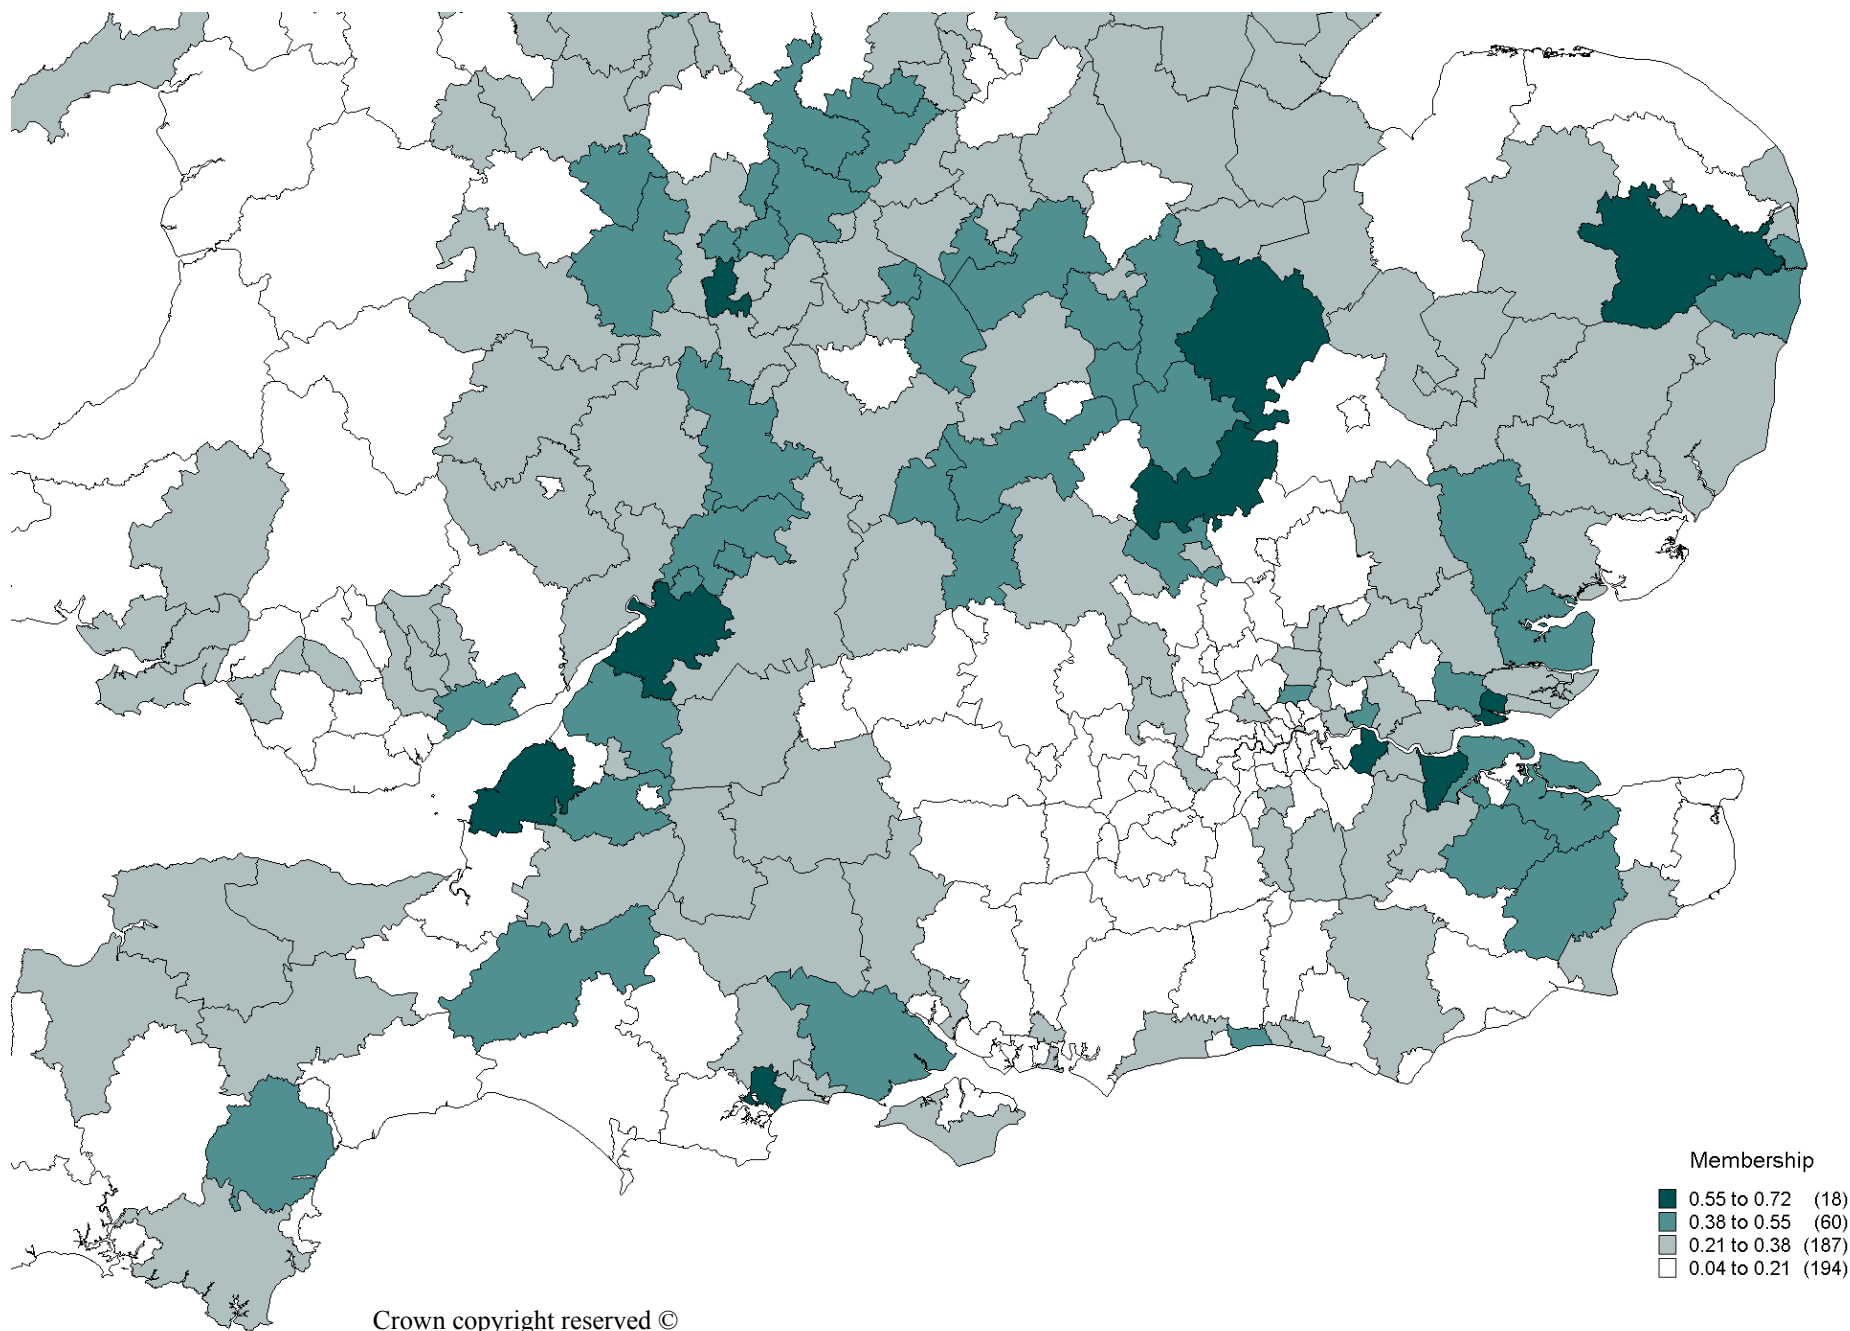 Membership
0.55 to 0.72 (18)
0.38 to 0.55 (60)
0.21 to 0.38 (187)
0.04 to 0.21 (194)
Crown copyright reserved ©